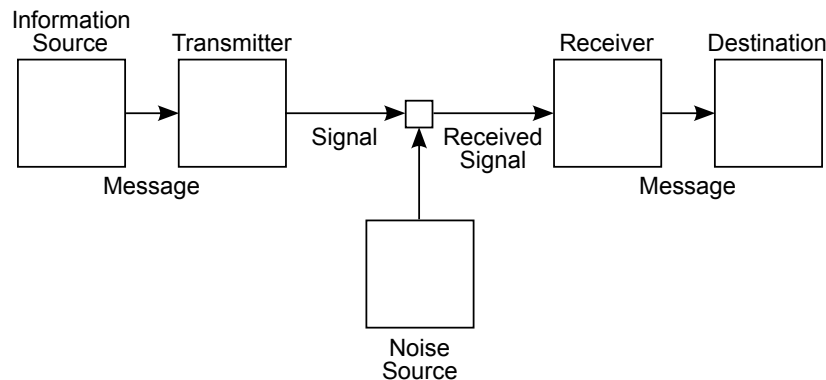 Information
Source
Transmitter
Receiver
Destination
Signal
Received
Signal
Message
Message
Noise
Source